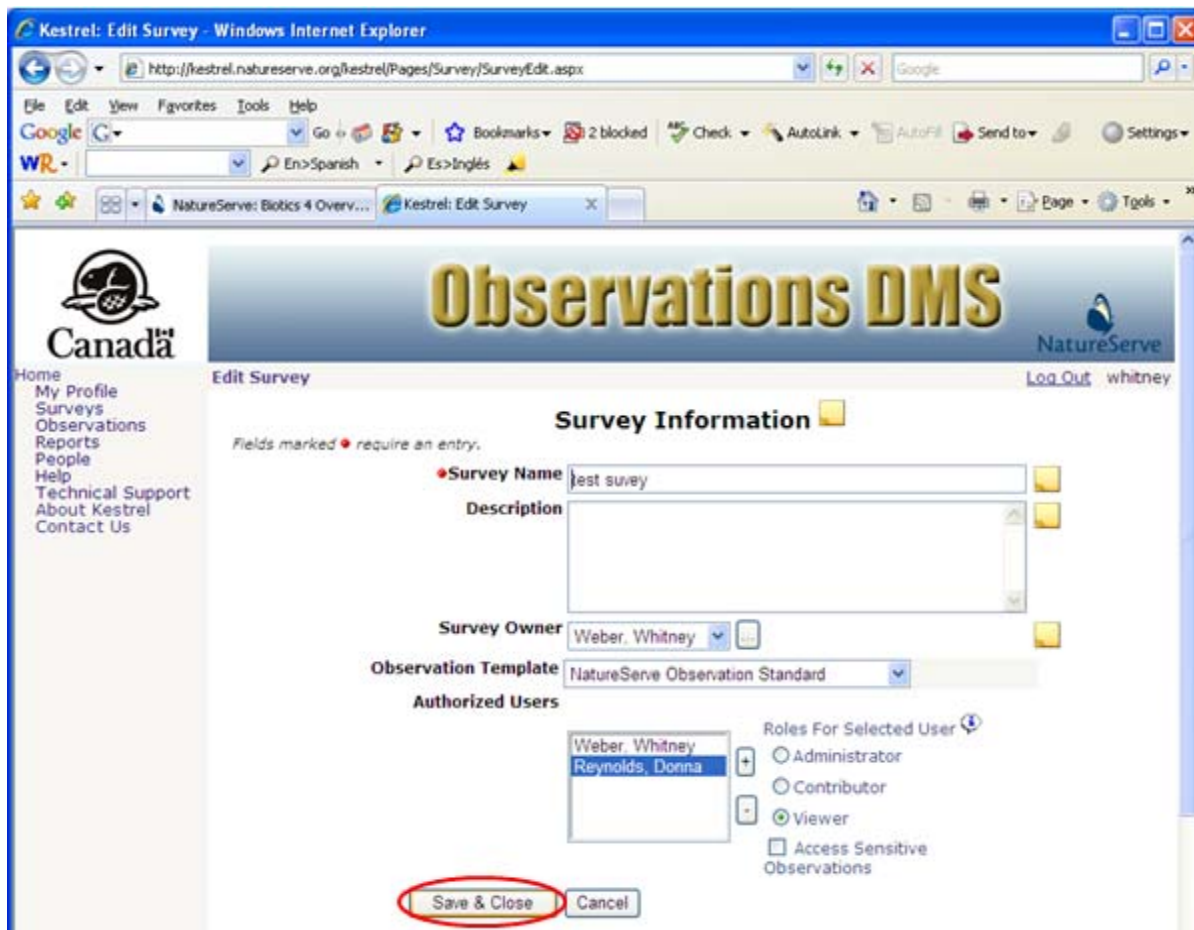 Kestrel: Edit Survey - Windows Internet Explorer
http://kestrel.natureserve.org/kestrel/Pages/Survey/SurveyEdit.aspx
Google
File Edit View Favorites Tools Help
Google G Go Bookmarks 2 blocked Check AutoLink AutoFill Send to Settings
WR En>Spanish Es>Inglés
NatureServe: Biotics 4 Overv... Kestrel: Edit Survey Page Tools
Canada
Observations DMS
NatureServe
Home
My Profile
Surveys
Observations
Reports
People
Help
Technical Support
About Kestrel
Contact Us
Edit Survey
Log Out whitney
Survey Information
Fields marked require an entry.
Survey Name test suvey
Description
Survey Owner Weber, Whitney ...
Observation Template NatureServe Observation Standard
Authorized Users
Weber, Whitney
Reynolds, Donna
+
-
Roles For Selected User
Administrator
Contributor
Viewer
Access Sensitive
Observations
Save & Close Cancel